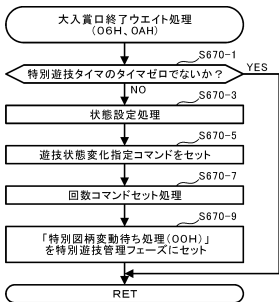 大入賞口終了ウエイト処理
(06H、0AH)
S670-1
特別遊技タイマのタイマゼロでないか？
YES
NO
S670-3
状態設定処理
S670-5
遊技状態変化指定コマンドをセット
S670-7
回数コマンドセット処理
S670-9
「特別図柄変動待ち処理(00H)」
を特別遊技管理フェーズにセット
RET